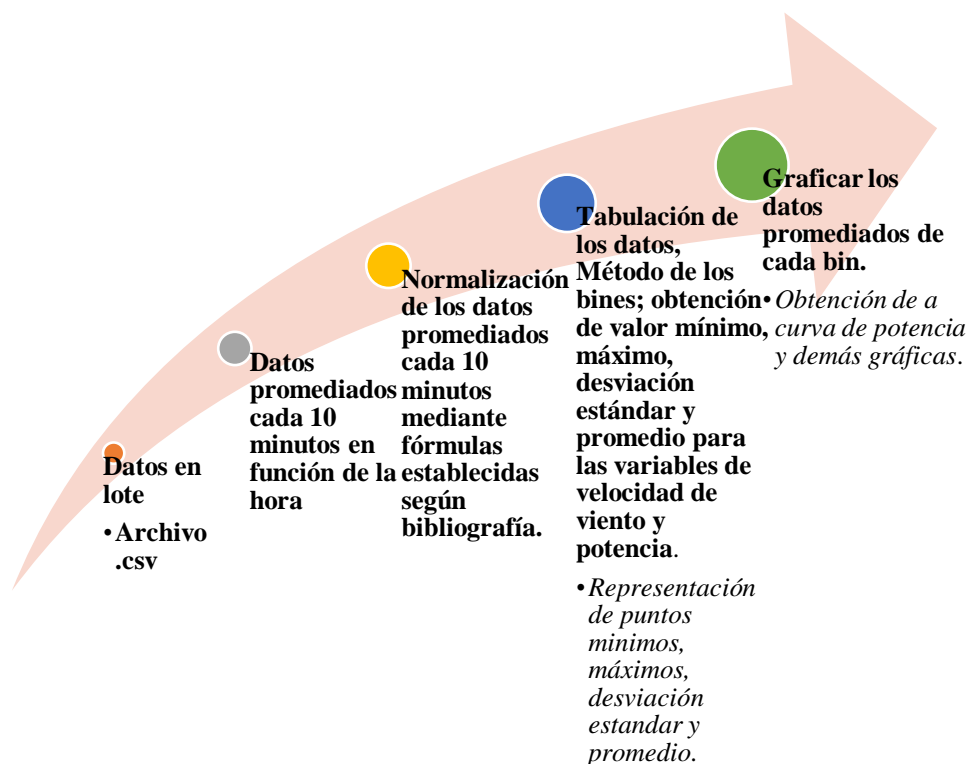 Datos en
lote
•Archivo
.csv
Datos
promediados
cada 10
minutos en
función de la
hora
Normalización
de los datos
promediados
cada 10
minutos
mediante
fórmulas
establecidas
según
bibliografía.
Tabulación de
los datos,
Método de los
bines; obtención
de valor mínimo,
máximo,
desviación
estándar y
promedio para
las variables de
velocidad de
viento y
potencia.
•Representación
de puntos
minimos,
máximos,
desviación
estandar y
promedio.
Graficar los
datos
promediados de
cada bin.
•Obtención de a
curva de potencia
y demás gráficas.